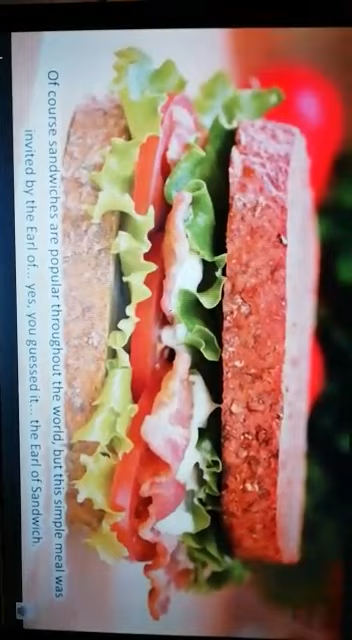 Of course sandwiches are popular throughout the world, but this simple meal was
invited by the Earl of... yes, you guessed it.... the Earl of Sandwich.